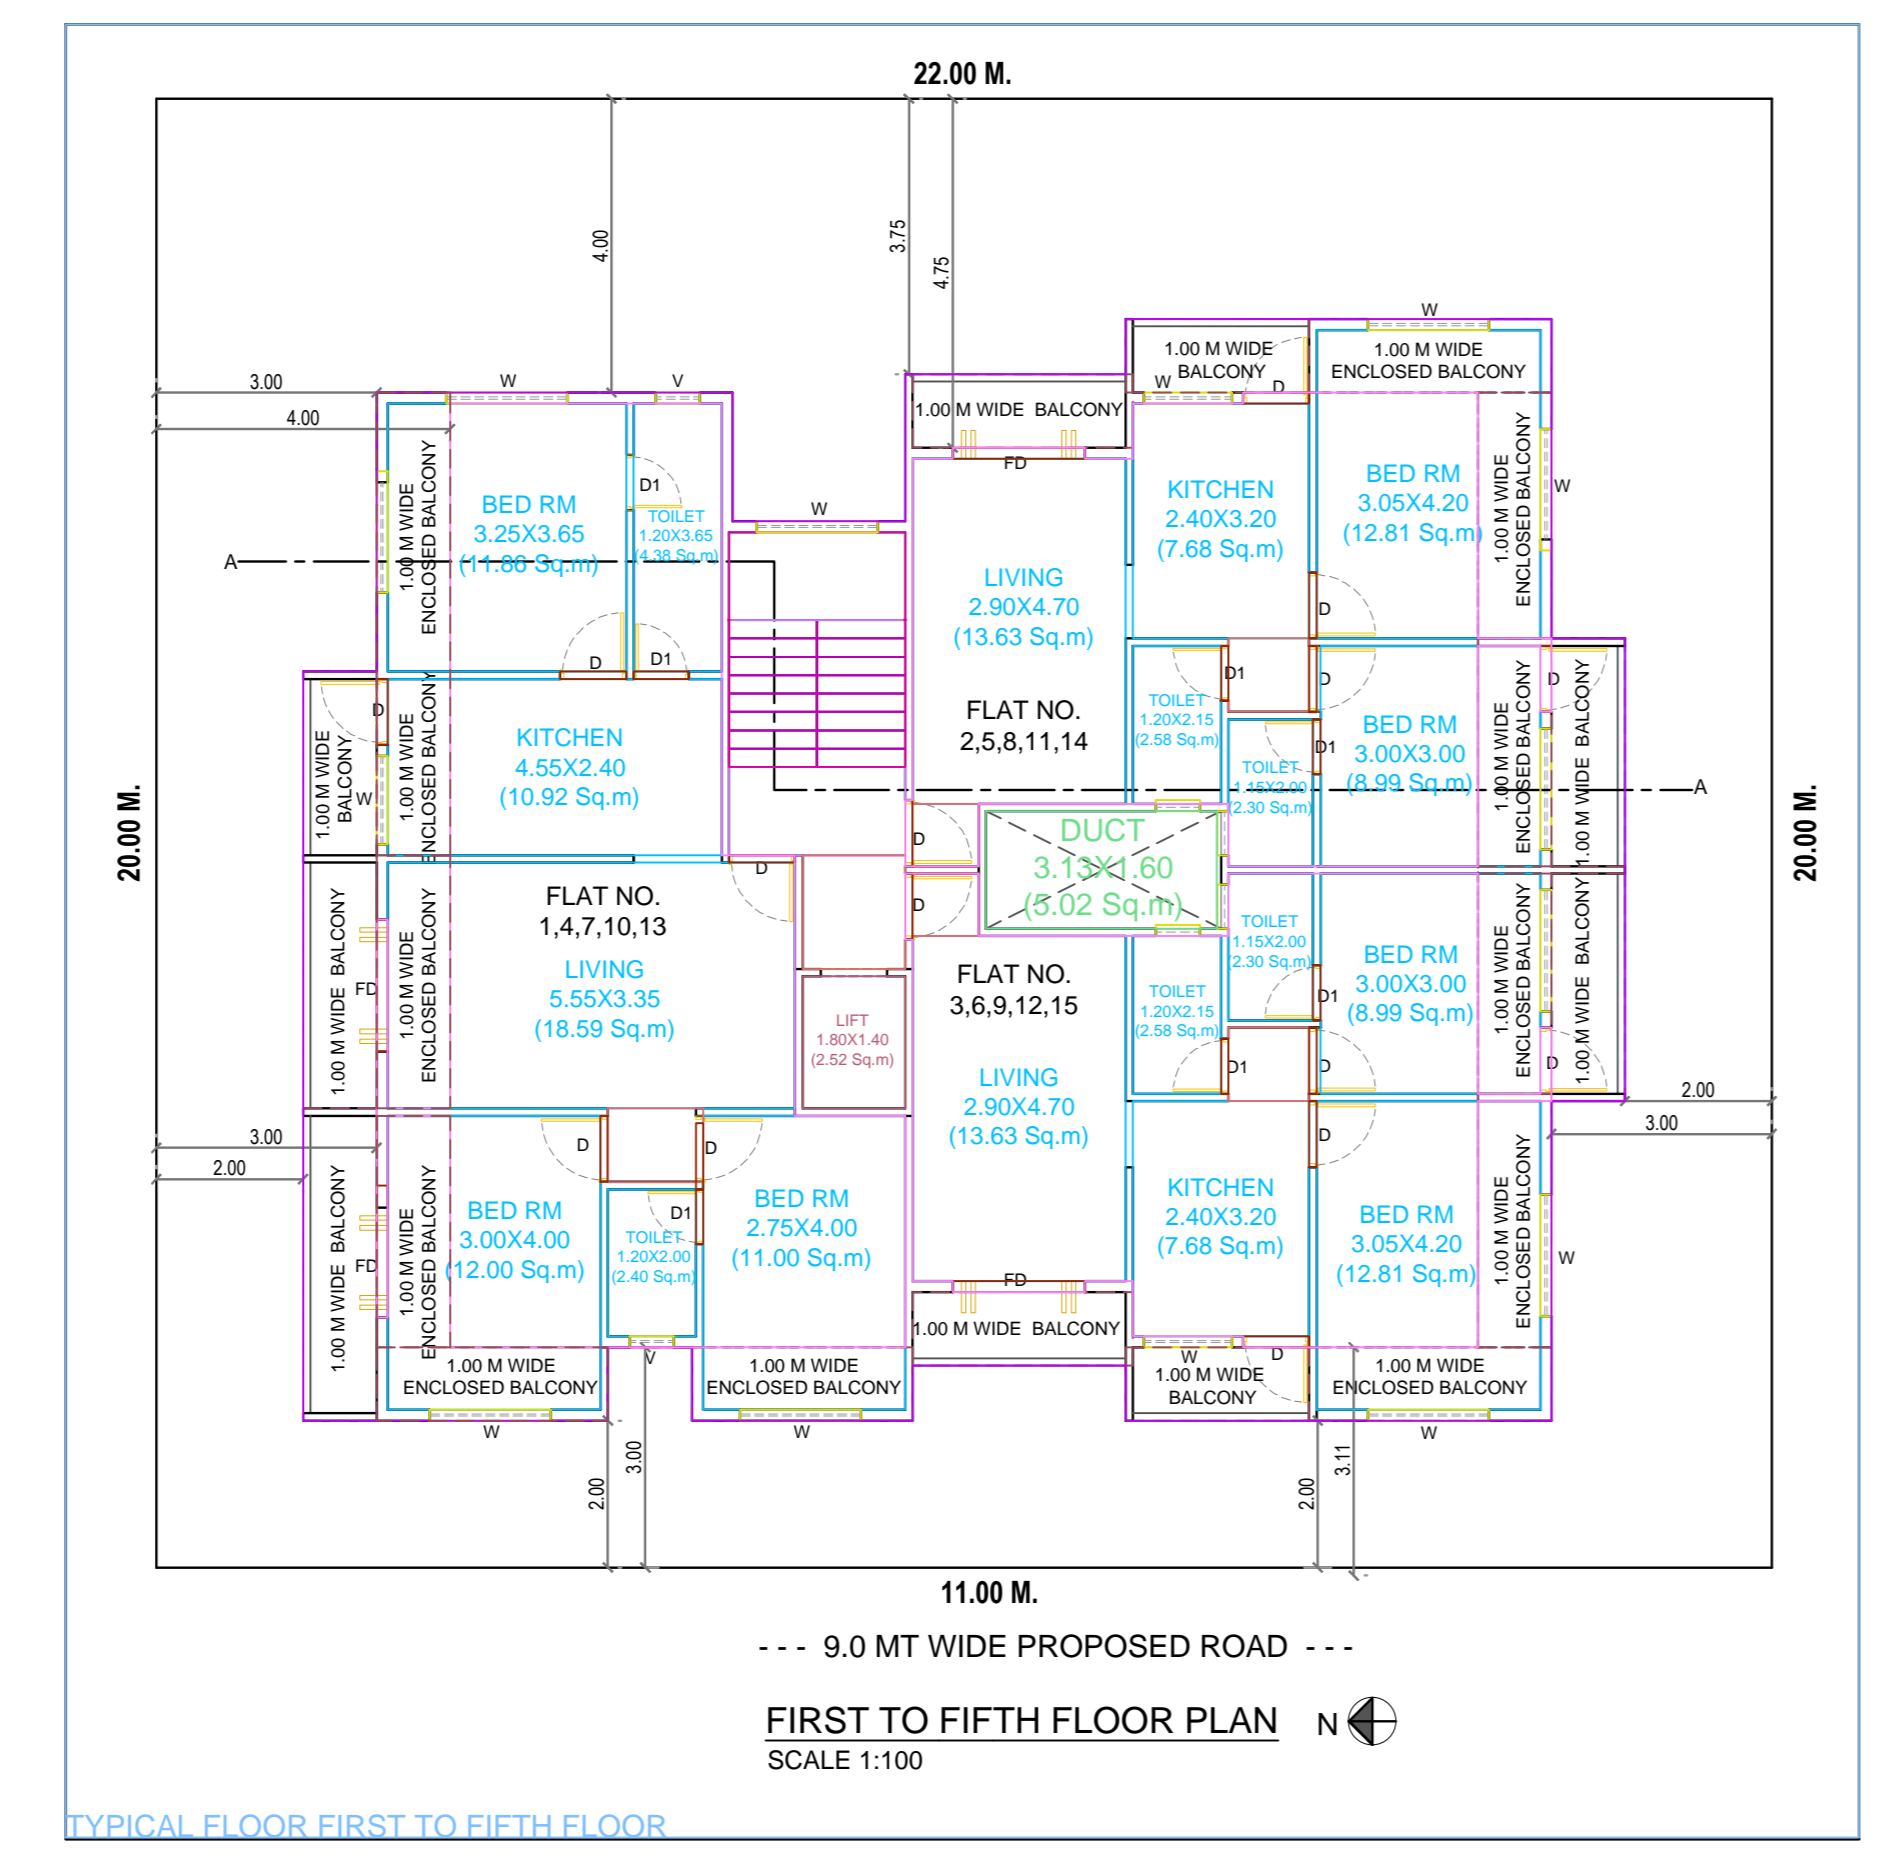 22.00 M.
4.00
3.75
4.75
3.00
4.00
W
V
W
1.00 M WIDE
BALCONY
W
D
1.00 M WIDE
ENCLOSED BALCONY
1.00 M WIDE BALCONY
FD
1.00 M WIDE
ENCLOSED BALCONY
BED RM
3.25X3.65
(11.86 Sq.m)
D1
TOILET
1.20X3.65
(4.38 Sq.m)
W
KITCHEN
2.40X3.20
(7.68 Sq.m)
BED RM
3.05X4.20
(12.81 Sq.m)
1.00 M WIDE
ENCLOSED BALCONY
W
A
LIVING
2.90X4.70
(13.63 Sq.m)
D
D
D1
FLAT NO.
2,5,8,11,14
TOILET
1.20X2.15
(2.58 Sq.m)
D1
D
D
BED RM
3.00X3.00
(8.99 Sq.m)
1.00 M WIDE
ENCLOSED BALCONY
1.00 M WIDE BALCONY
D
1.00 M WIDE
BALCONY
W
1.00 M WIDE
ENCLOSED BALCONY
KITCHEN
4.55X2.40
(10.92 Sq.m)
TOILET
1.15X2.00
(2.30 Sq.m)
D1
A
20.00 M.
20.00 M.
D
DUCT
3.13X1.60
(5.02 Sq.m)
D
D
FLAT NO.
1,4,7,10,13
LIVING
5.55X3.35
(18.59 Sq.m)
1.00 M WIDE BALCONY
FD
1.00 M WIDE
ENCLOSED BALCONY
LIFT
1.80X1.40
(2.52 Sq.m)
FLAT NO.
3,6,9,12,15
TOILET
1.15X2.00
(2.30 Sq.m)
D1
TOILET
1.20X2.15
(2.58 Sq.m)
D1
D
BED RM
3.00X3.00
(8.99 Sq.m)
1.00 M WIDE
ENCLOSED BALCONY
1.00 M WIDE BALCONY
D
2.00
3.00
LIVING
2.90X4.70
(13.63 Sq.m)
D
3.00
2.00
D
D
1.00 M WIDE BALCONY
FD
1.00 M WIDE
ENCLOSED BALCONY
BED RM
3.00X4.00
(12.00 Sq.m)
D1
TOILET
1.20X2.00
(2.40 Sq.m)
BED RM
2.75X4.00
(11.00 Sq.m)
KITCHEN
2.40X3.20
(7.68 Sq.m)
BED RM
3.05X4.20
(12.81 Sq.m)
1.00 M WIDE
ENCLOSED BALCONY
W
FD
1.00 M WIDE BALCONY
V
1.00 M WIDE
ENCLOSED BALCONY
1.00 M WIDE
ENCLOSED BALCONY
W
D
1.00 M WIDE
BALCONY
1.00 M WIDE
ENCLOSED BALCONY
W
W
W
2.00
3.00
2.00
3.11
11.00 M.
--- 9.0 MT WIDE PROPOSED ROAD ---
FIRST TO FIFTH FLOOR PLAN
N
SCALE 1:100
TYPICAL FLOOR FIRST TO FIFTH FLOOR